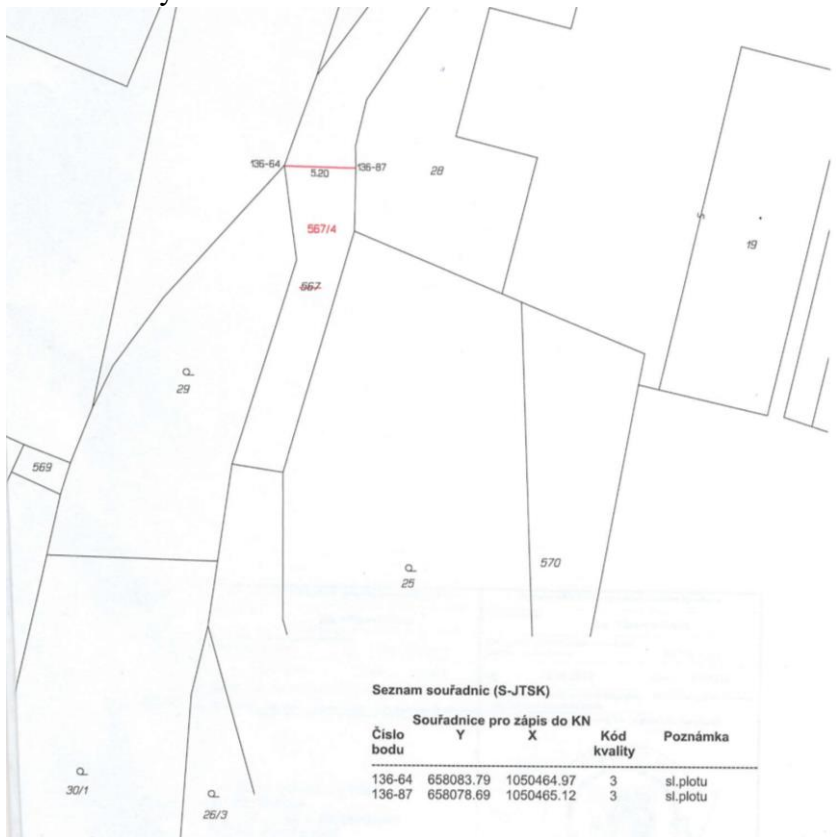 136-64
5.20
136-87
28
567/4
567
19
29
569
570
25
Seznam souřadnic (S-JTSK)
Souřadnice pro zápis do KN
Číslo bodu Y X Kód kvality Poznámka
136-64 658083.79 1050464.97 3 sl.plotu
136-87 658078.69 1050465.12 3 sl.plotu
30/1
26/3